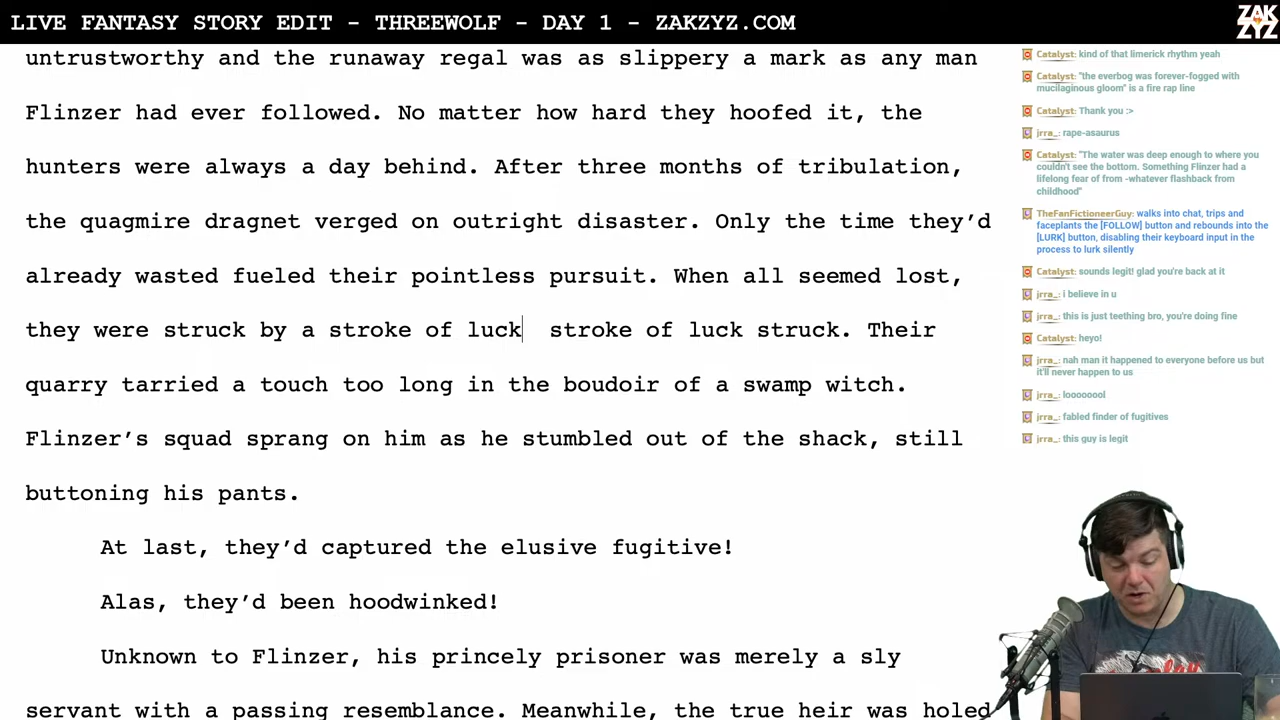 LIVE FANTASY STORY EDIT - THREEWOLF - DAY 1 - ZAKZYZ.COM
ZAK
ZYZ
untrustworthy and the runaway regal was as slippery a mark as any man
Flinzer had ever followed. No matter how hard they hoofed it, the
hunters were always a day behind. After three months of tribulation,
the quagmire dragnet verged on outright disaster. Only the time they’d
already wasted fueled their pointless pursuit. When all seemed lost,
they were struck by a stroke of luck  stroke of luck struck. Their
quarry tarried a touch too long in the boudoir of a swamp witch.
Flinzer’s squad sprang on him as he stumbled out of the shack, still
buttoning his pants.
At last, they’d captured the elusive fugitive!
Alas, they’d been hoodwinked!
Unknown to Flinzer, his princely prisoner was merely a sly
servant with a passing resemblance. Meanwhile, the true heir was holed
Catalyst: kind of that limerick rhythm yeah
Catalyst: "the everbog was forever-fogged with
mucilaginous gloom" is a fire rap line
Catalyst: Thank you :>
jrra_: rape-asaurus
Catalyst: "The water was deep enough to where you
couldn't see the bottom. Something Flinzer had a
lifelong fear of from -whatever flashback from
childhood"
TheFanFictioneerGuy: walks into chat, trips and
faceplants the [FOLLOW] button and rebounds into the
[LURK] button, disabling their keyboard input in the
process to lurk silently
Catalyst: sounds legit! glad you're back at it
jrra_: i believe in u
jrra_: this is just teething bro, you're doing fine
Catalyst: heyo!
jrra_: nah man it happened to everyone before us but
it'll never happen to us
jrra_: looooool
jrra_: fabled finder of fugitives
jrra_: this guy is legit